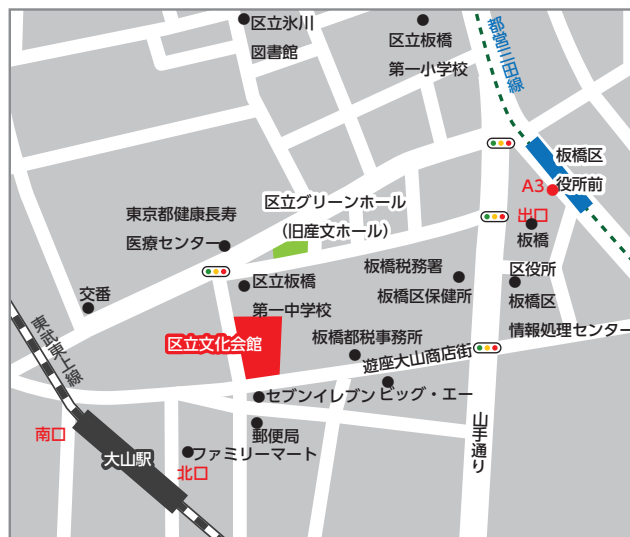 区立氷川
図書館
区立板橋
第一小学校
都営三田線
板橋区
役所前
A3
出口
区立グリーンホール
（旧産文ホール）
東京都健康長寿
医療センター
板橋
区役所
板橋税務署
板橋区保健所
区立板橋
第一中学校
交番
板橋区
情報処理センター
東武東上線
区立文化会館
板橋都税事務所
遊座大山商店街
セブンイレブン
ビッグ・エー
山手通り
郵便局
南口
大山駅
北口
ファミリーマート